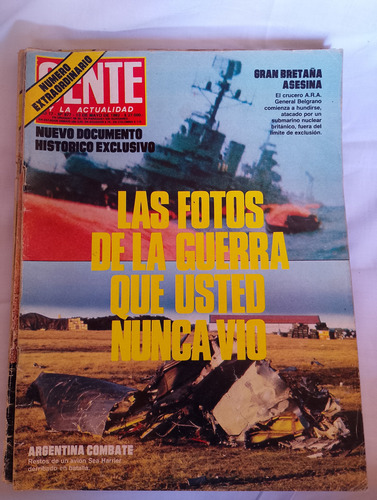 NUMERO
EXTRAORDINARIO
GENTE
Y LA ACTUALIDAD
NUEVO DOCUMENTO
HISTORICO EXCLUSIVO
GRAN BRETAÑA
ASESINA
El crucero A.R.A.
General Belgrano
comienza a hundirse,
atacado por un
submarino nuclear
británico, fuera del
límite de exclusión.
LAS FOTOS
DE LA GUERRA
QUE USTED
NUNCA VIO
ARGENTINA COMBATE
Restos de un avión Sea Harrier
derribado en batalla.